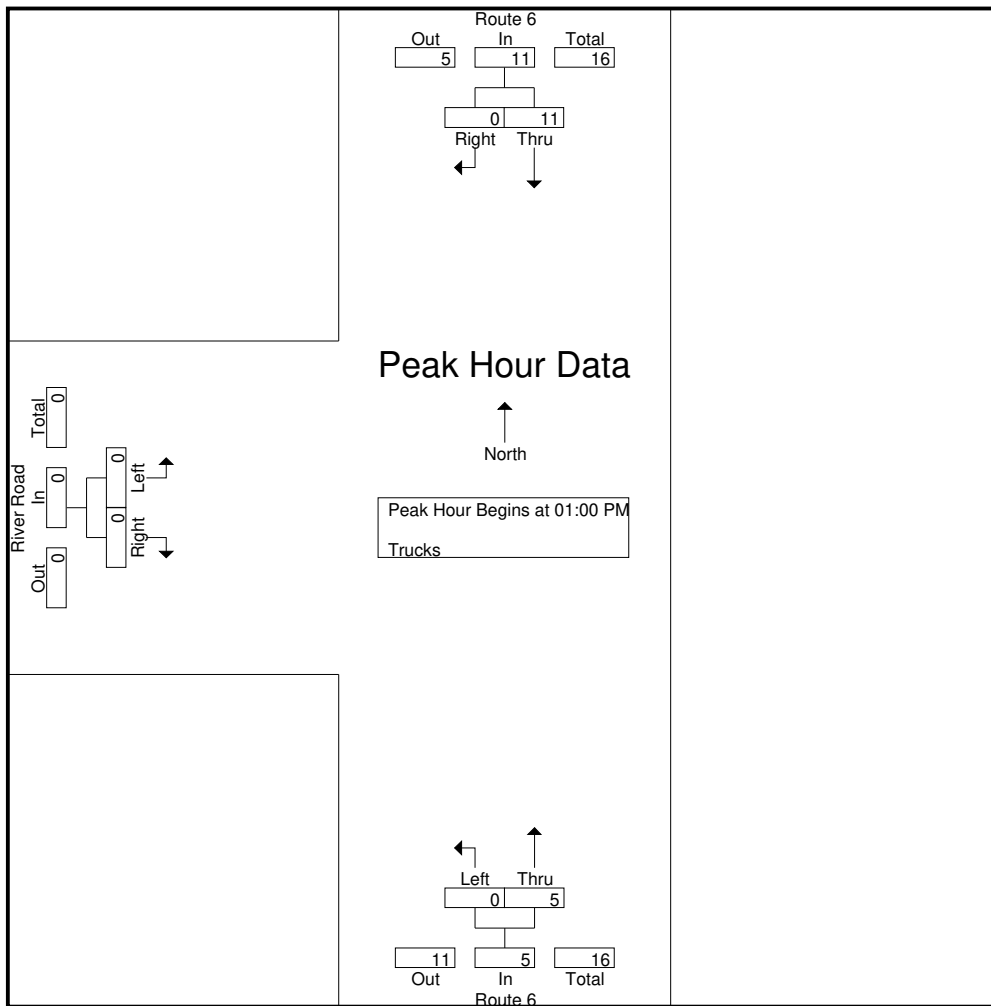 Route 6
Out In Total
5 11 16
0 11
Right Thru
Peak Hour Data
North
Peak Hour Begins at 01:00 PM
Trucks
River Road
Out In Total
0 0 0
0 0
Right Left
Left Thru
0 5
11 5 16
Out In Total
Route 6